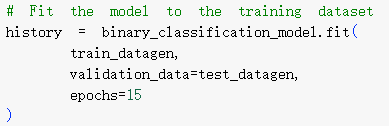 # Fit the model to the training dataset
history = binary_classification_model.fit(
        train_datagen,
        validation_data=test_datagen,
        epochs=15
)